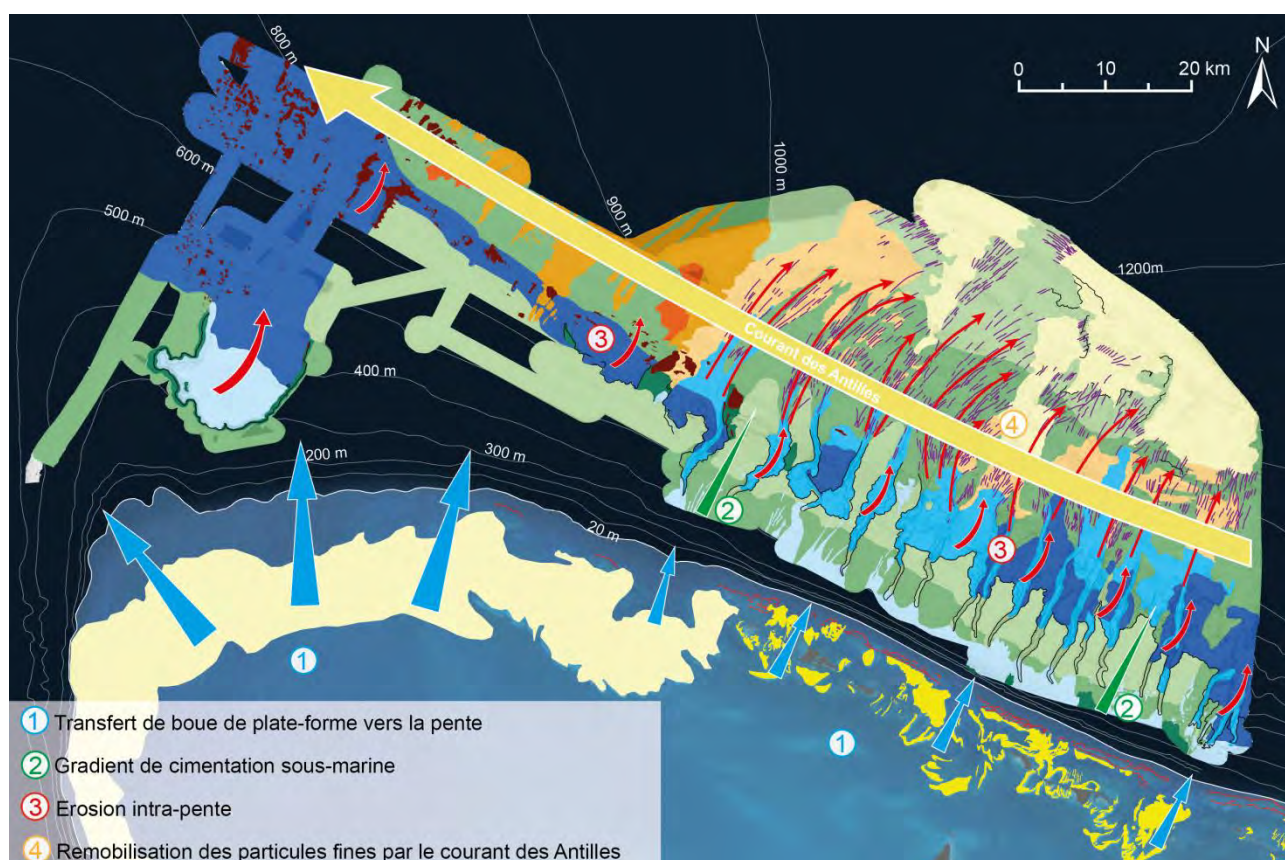 800 m
N
0 10 20 km
600 m
1000 m
500 m
900 m
1200m
3
Courant des Antilles
400 m
4
300 m
200 m
2
20 m
3
1
2
1
1 Transfert de boue de plate-forme vers la pente
2 Gradient de cimentation sous-marine
3 Erosion intra-pente
4 Remobilisation des particules fines par le courant des Antilles